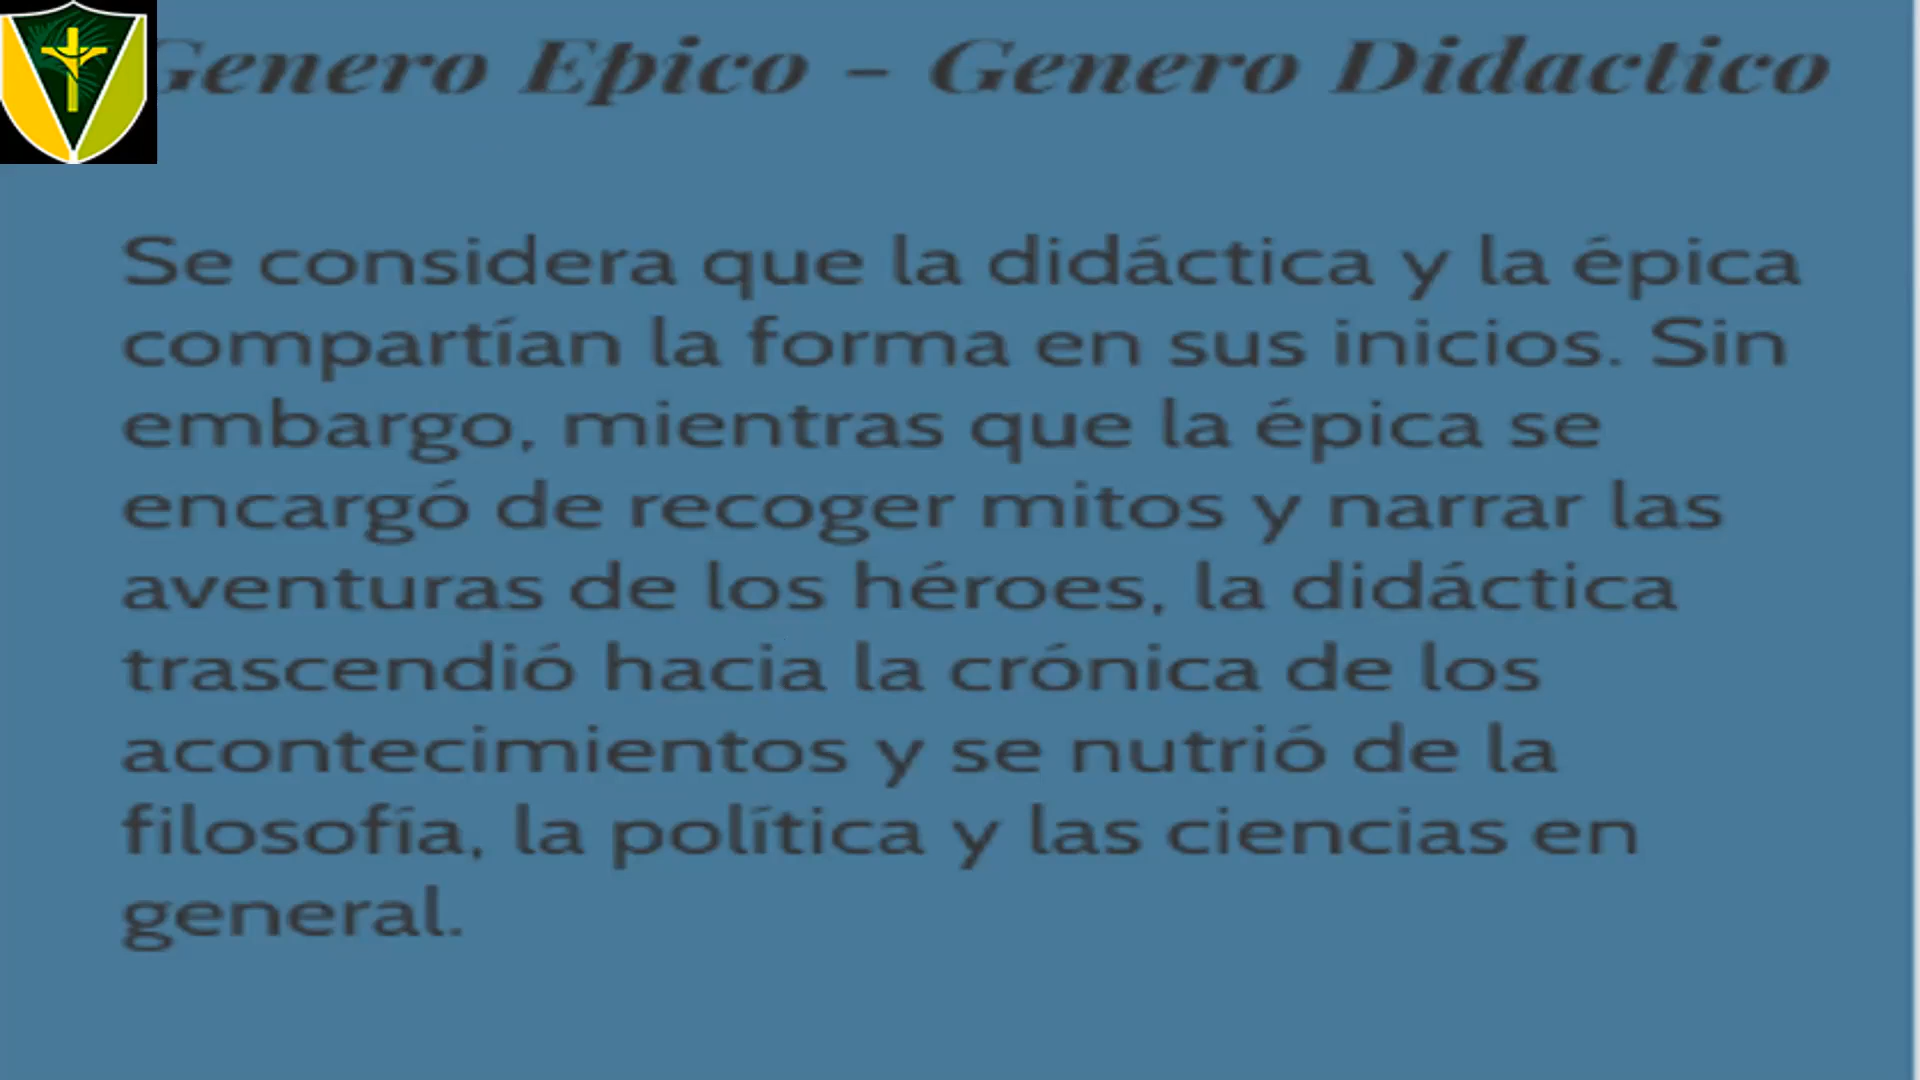 Genero Epico – Genero Didactico
Se considera que la didáctica y la épica
compartían la forma en sus inicios. Sin
embargo, mientras que la épica se
encargó de recoger mitos y narrar las
aventuras de los héroes, la didáctica
trascendió hacia la crónica de los
acontecimientos y se nutrió de la
filosofía, la política y las ciencias en
general.